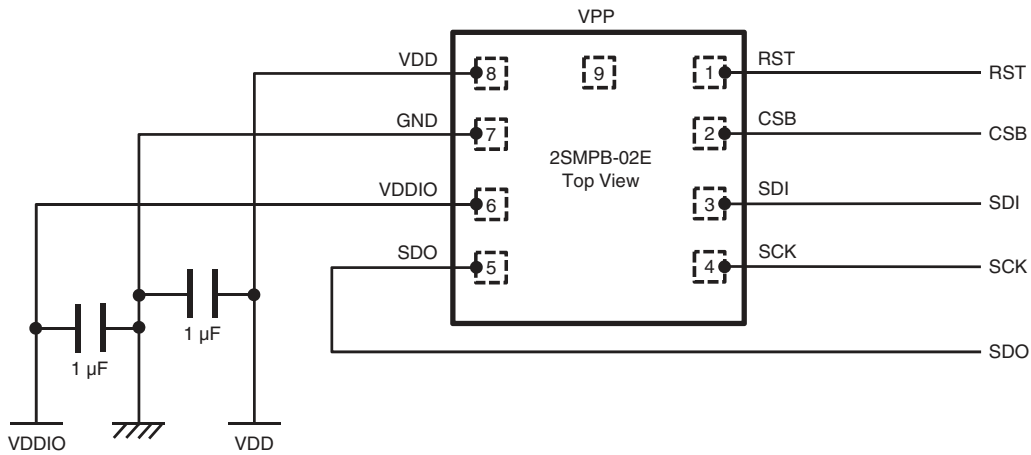 VPP
VDD 8 9 1 RST RST
GND 7 2 CSB CSB
2SMPB-02E
Top View
VDDIO 6 3 SDI SDI
SDO 5 4 SCK SCK
1 µF
1 µF
SDO
VDDIO VDD